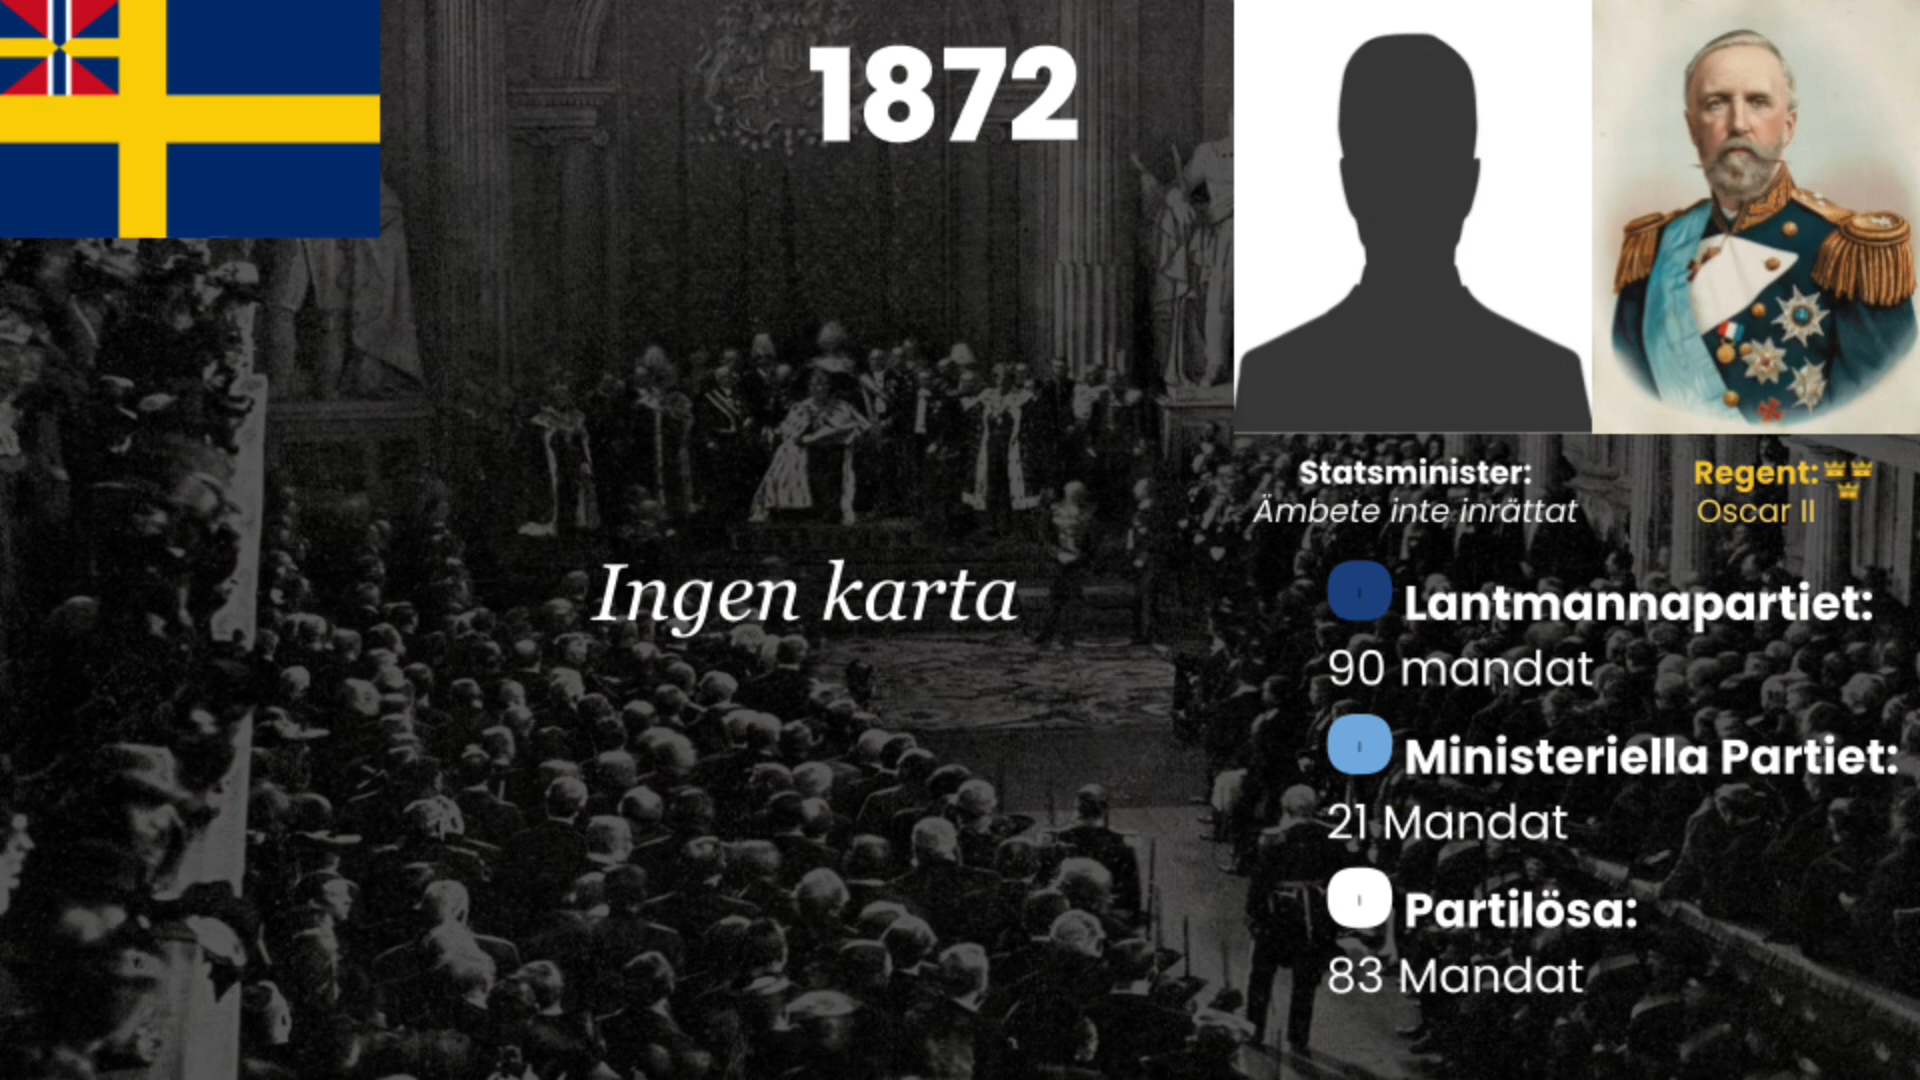 1872
Statsminister:
Ämbete inte inrättat
Regent:
Oscar II
Ingen karta
Lantmannapartiet:
90 mandat
Ministeriella Partiet:
21 Mandat
Partilösa:
83 Mandat